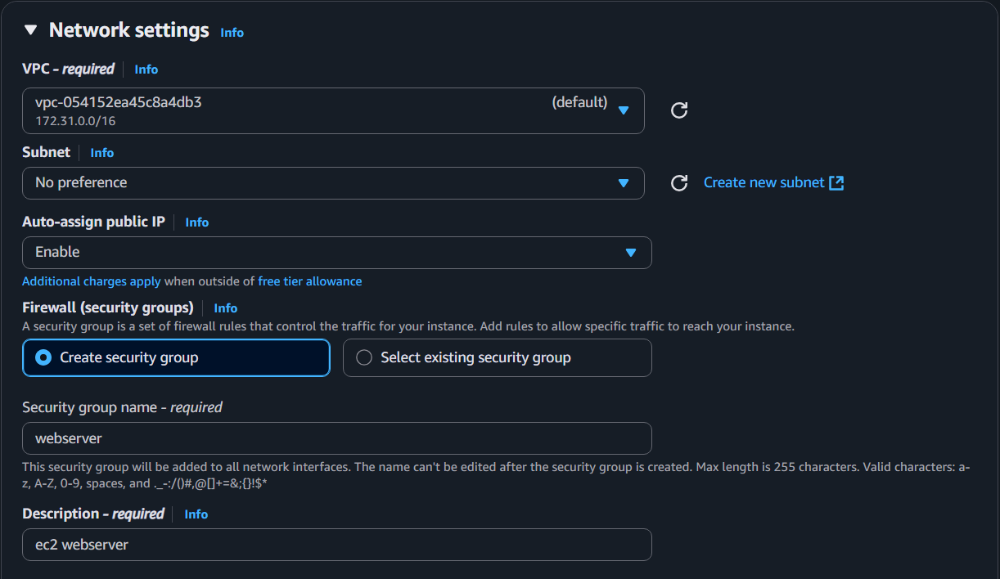 Network settings Info
VPC - required Info
vpc-054152ea45c8a4db3 (default)
172.31.0.0/16
Subnet Info
No preference
Create new subnet
Auto-assign public IP Info
Enable
Additional charges apply when outside of free tier allowance
Firewall (security groups) Info
A security group is a set of firewall rules that control the traffic for your instance. Add rules to allow specific traffic to reach your instance.
Create security group
Select existing security group
Security group name - required
webserver
This security group will be added to all network interfaces. The name can't be edited after the security group is created. Max length is 255 characters. Valid characters: a-
z, A-Z, 0-9, spaces, and ._-:/()#,@[]+=&;{}!$*
Description - required Info
ec2 webserver